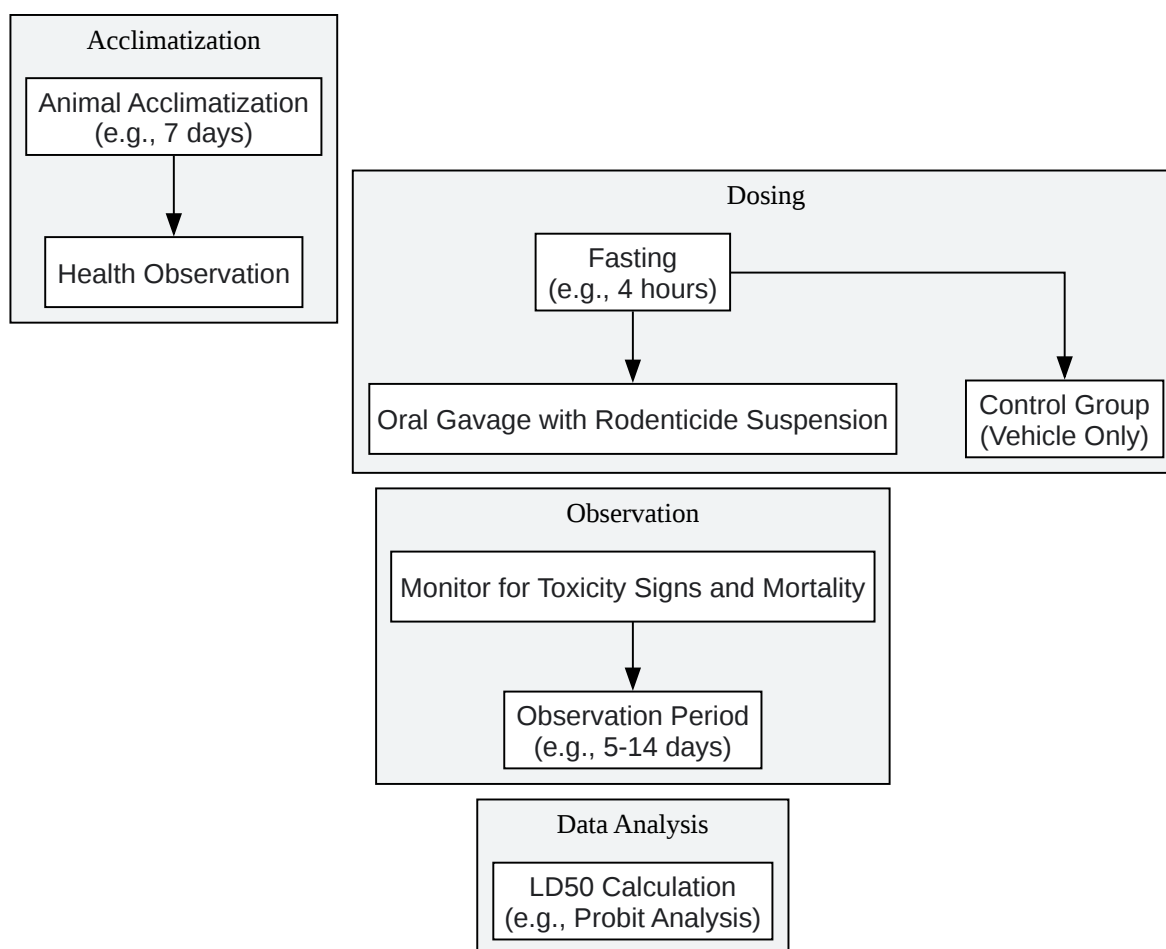 Acclimatization
Animal Acclimatization
(e.g., 7 days)
Health Observation
Dosing
Fasting
(e.g., 4 hours)
Oral Gavage with Rodenticide Suspension
Control Group
(Vehicle Only)
Observation
Monitor for Toxicity Signs and Mortality
Observation Period
(e.g., 5-14 days)
Data Analysis
LD50 Calculation
(e.g., Probit Analysis)